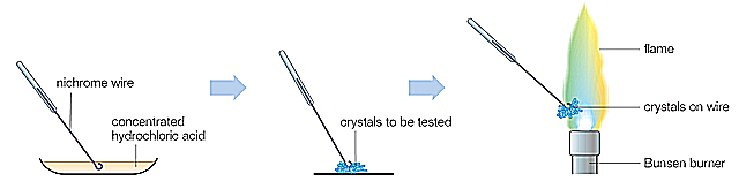 nichrome wire
concentrated
hydrochloric acid
crystals to be tested
flame
crystals on wire
Bunsen burner